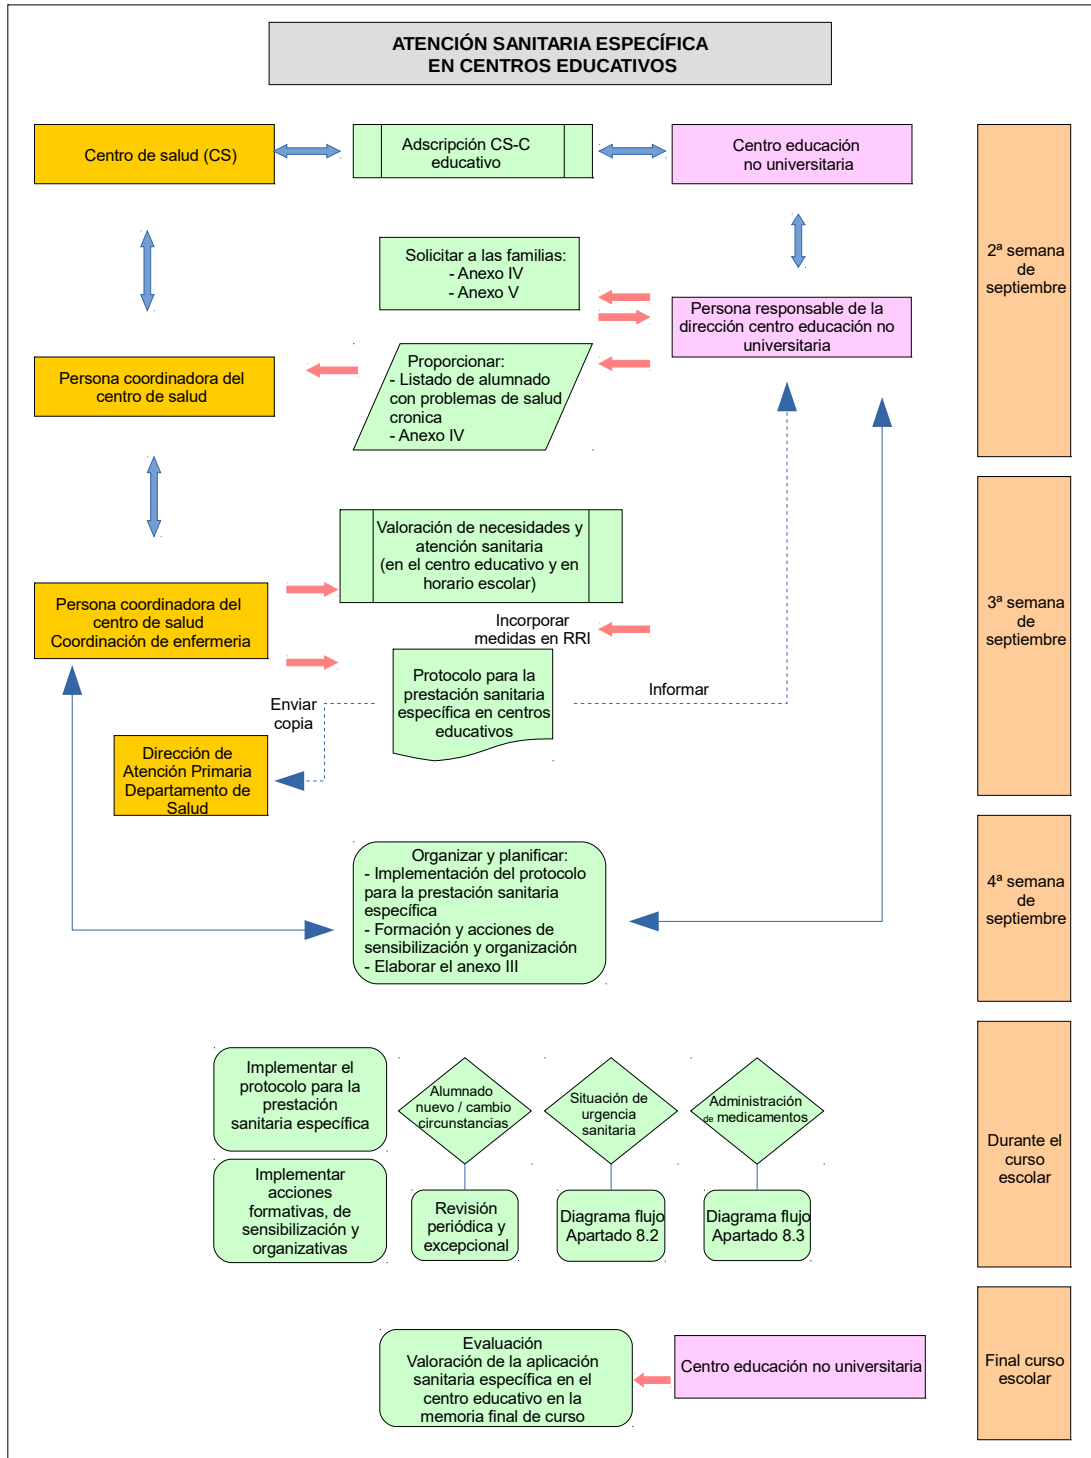 ATENCIÓN SANITARIA ESPECÍFICA
EN CENTROS EDUCATIVOS
Centro de salud (CS)
Adscripción CS-C
educativo
Centro educación
no universitaria
2ª semana
de
septiembre
Solicitar a las familias:
- Anexo IV
- Anexo V
Persona responsable de la
dirección centro educación no
universitaria
Persona coordinadora del
centro de salud
Proporcionar:
- Listado de alumnado
con problemas de salud
cronica
- Anexo IV
Valoración de necesidades y
atención sanitaria
(en el centro educativo y en
horario escolar)
3ª semana
de
septiembre
Persona coordinadora del
centro de salud
Coordinación de enfermeria
Incorporar
medidas en RRI
Protocolo para la
prestación sanitaria
específica en centros
educativos
Informar
Enviar
copia
Dirección de
Atención Primaria
Departamento de
Salud
Organizar y planificar:
- Implementación del protocolo
para la prestación sanitaria
específica
- Formación y acciones de
sensibilización y organización
- Elaborar el anexo III
4ª semana
de
septiembre
Implementar el
protocolo para la
prestación
sanitaria específica
Alumnado
nuevo / cambio
circunstancias
Situación de
urgencia
sanitaria
Administración
de medicamentos
Durante el
curso
escolar
Implementar
acciones
formativas, de
sensibilización y
organizativas
Revisión
periódica y
excepcional
Diagrama flujo
Apartado 8.2
Diagrama flujo
Apartado 8.3
Evaluación
Valoración de la aplicación
sanitaria específica en el
centro educativo en la
memoria final de curso
Centro educación no universitaria
Final curso
escolar